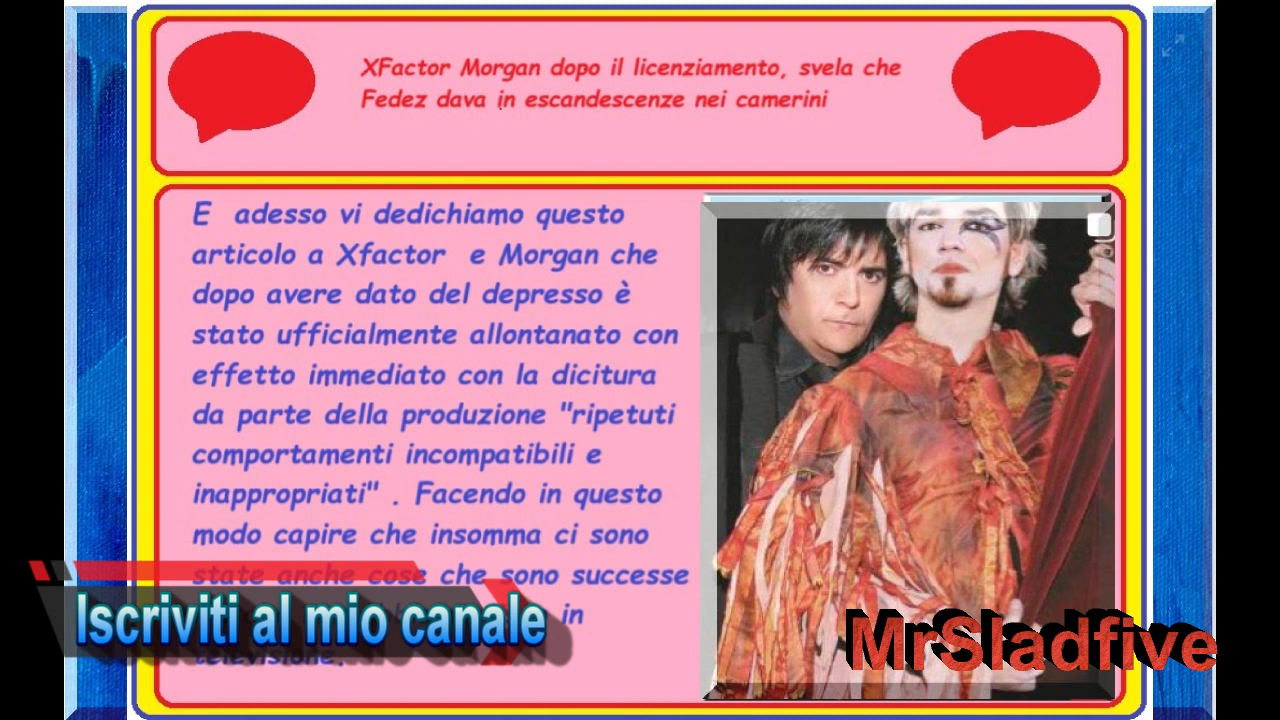 XFactor Morgan dopo il licenziamento, svela che
Fedez dava in escandescenze nei camerini
E adesso vi dedichiamo questo
articolo a Xfactor e Morgan che
dopo avere dato del depresso è
stato ufficialmente allontanato con
effetto immediato con la dicitura
da parte della produzione "ripetuti
comportamenti incompatibili e
inappropriati" . Facendo in questo
modo capire che insomma ci sono
state anche cose che sono successe
in
televisione.
Iscriviti al mio canale
MrSladfive